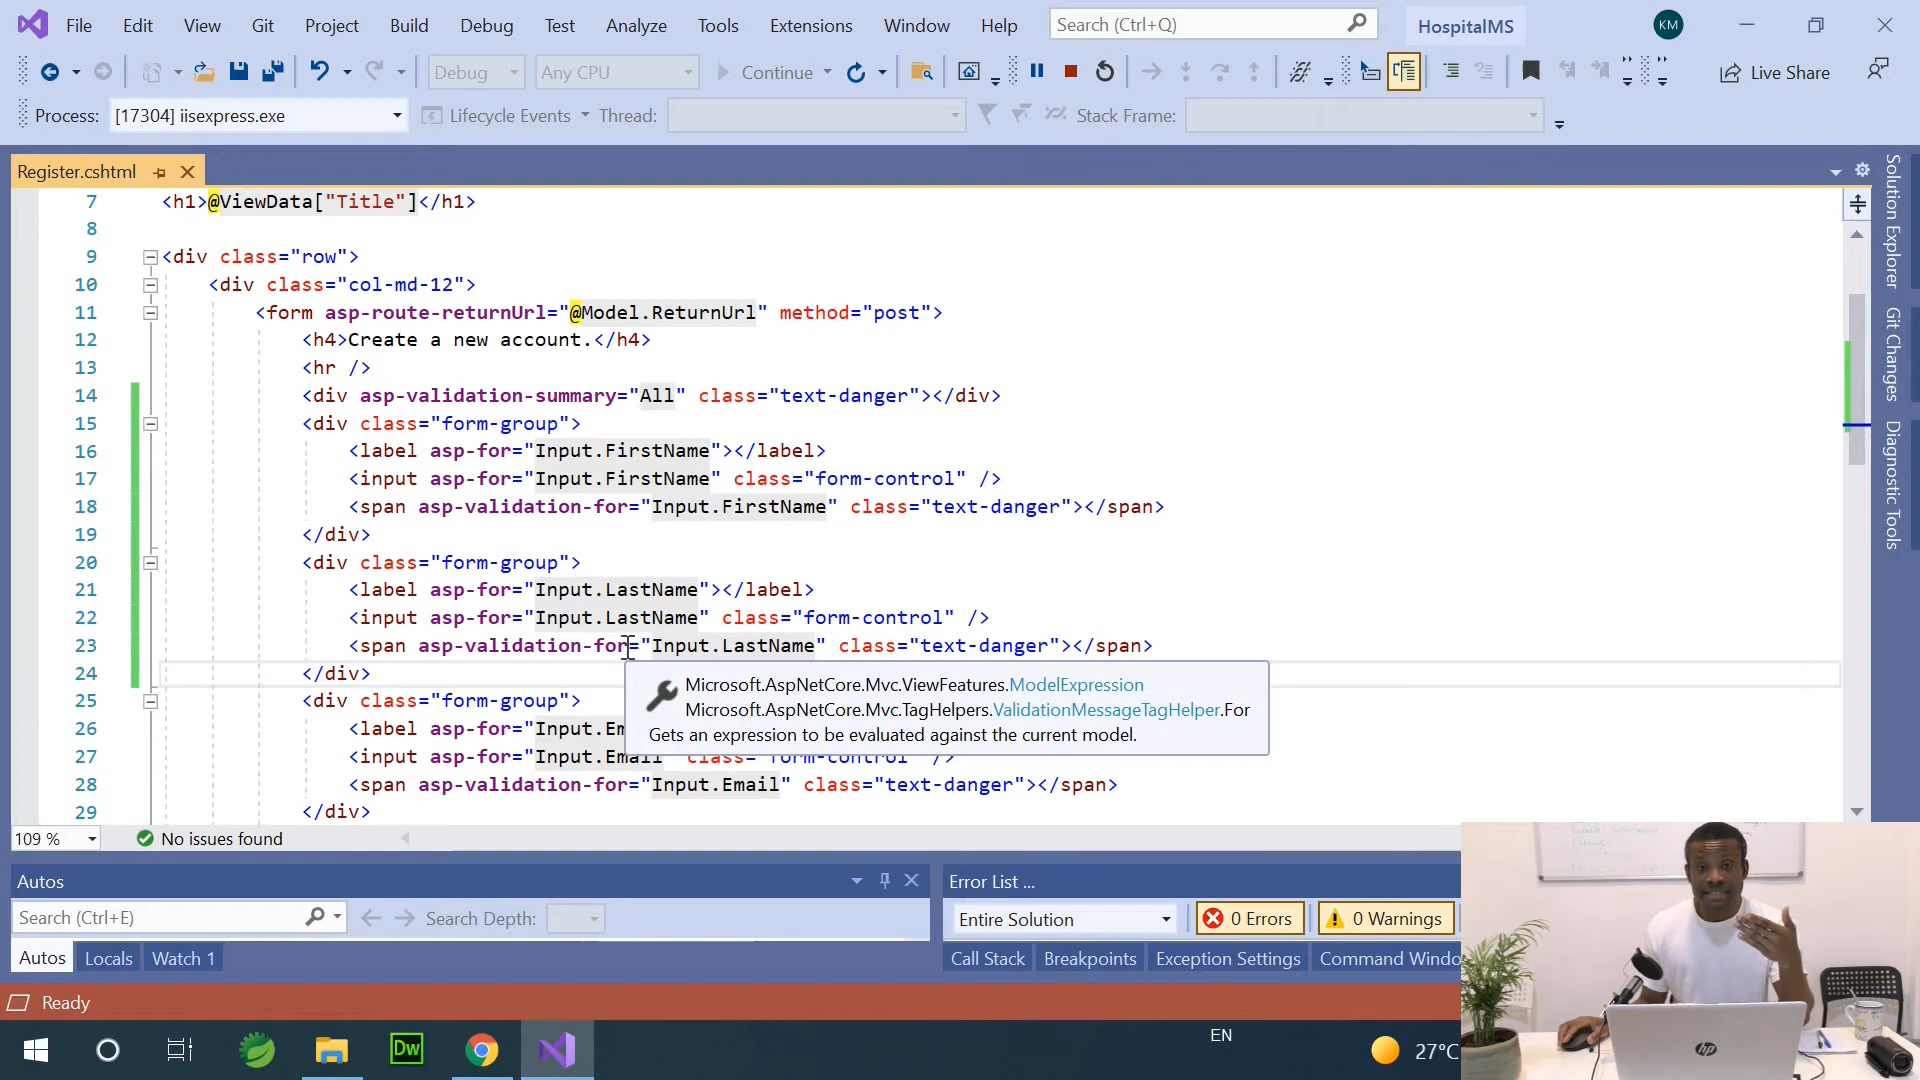 File Edit View Git Project Build Debug Test Analyze Tools Extensions Window Help Search (Ctrl+Q) HospitalMS KM
Debug Any CPU Continue Live Share
Process: [17304] iisexpress.exe Lifecycle Events Thread: Stack Frame:
Register.cshtml
7 <h1>@ViewData["Title"]</h1>
8
9 <div class="row">
10 <div class="col-md-12">
11 <form asp-route-returnUrl="@Model.ReturnUrl" method="post">
12 <h4>Create a new account.</h4>
13 <hr />
14 <div asp-validation-summary="All" class="text-danger"></div>
15 <div class="form-group">
16 <label asp-for="Input.FirstName"></label>
17 <input asp-for="Input.FirstName" class="form-control" />
18 <span asp-validation-for="Input.FirstName" class="text-danger"></span>
19 </div>
20 <div class="form-group">
21 <label asp-for="Input.LastName"></label>
22 <input asp-for="Input.LastName" class="form-control" />
23 <span asp-validation-for="Input.LastName" class="text-danger"></span>
24 </div>
25 <div class="form-group">
26 <label asp-for="Input.Em
27 <input asp-for="Input.Email" class="form-control" />
28 <span asp-validation-for="Input.Email" class="text-danger"></span>
29 </div>
Microsoft.AspNetCore.Mvc.ViewFeatures.ModelExpression
Microsoft.AspNetCore.Mvc.TagHelpers.ValidationMessageTagHelper.For
Gets an expression to be evaluated against the current model.
Solution Explorer
Git Changes
Diagnostic Tools
109 % No issues found
Autos
Search (Ctrl+E) Search Depth:
Autos Locals Watch 1
Error List ...
Entire Solution 0 Errors 0 Warnings
Call Stack Breakpoints Exception Settings Command Windo
Ready
Dw
EN
27°C
hp